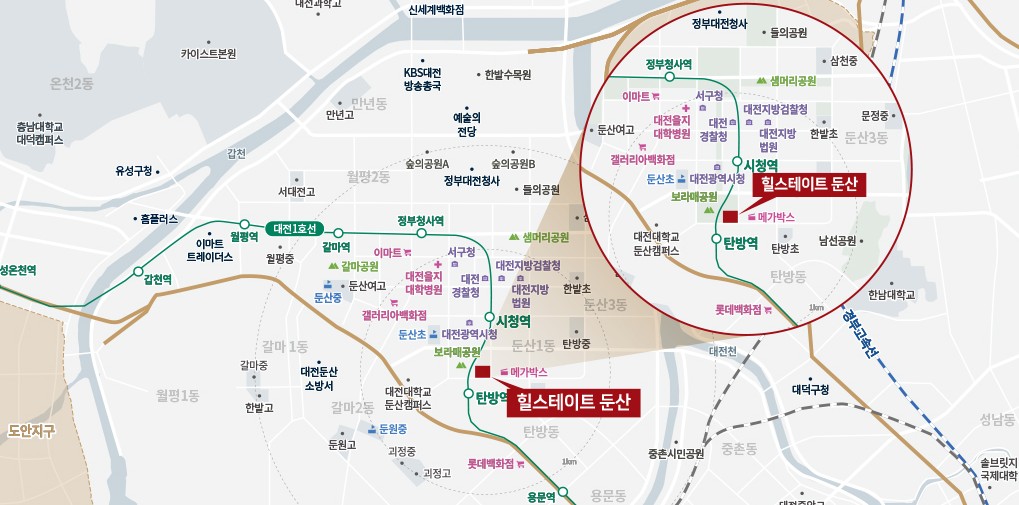 대전과학고
신세계백화점
카이스트본원
온천2동
KBS대전
방송총국
한밭수목원
만년동
만년고
예술의
전당
충남대학교
대덕캠퍼스
갑천
유성구청
숲의공원A
숲의공원B
월평2동
정부대전청사
서대전고
들의공원
홈플러스
월평역
대전1호선
갈마역
정부청사역
이마트
트레이더스
월평중
갈마공원
이마트
서구청
샘머리공원
대전을지
대학병원
대전
경찰청
대전지방검찰청
대전지방
법원
한밭초
유성온천역
갑천역
둔산중
둔산여고
갤러리아백화점
둔산3동
시청역
둔산초
대전광역시청
갈마1동
보라매공원
둔산1동
탄방중
갈마중
대전둔산
소방서
메가박스
월평1동
한밭고
갈마2동
대전대학교
둔산캠퍼스
탄방역
힐스테이트 둔산
도안지구
둔원고
둔원중
탄방동
괴정중
괴정고
롯데백화점
1km
용문역
용문동
정부대전청사
들의공원
정부청사역
삼천중
샘머리공원
이마트
서구청
대전지방검찰청
문정중
둔산여고
대전을지
대학병원
대전
경찰청
대전지방
법원
한밭초
둔산3동
갤러리아백화점
시청역
둔산초
대전광역시청
힐스테이트 둔산
보라매공원
메가박스
대전대학교
둔산캠퍼스
탄방역
탄방초
남선공원
탄방동
한남대학교
롯데백화점
1km
경부고속선
대전천
대덕구청
성남동
중촌시민공원
중촌동
솔브릿지
국제대학